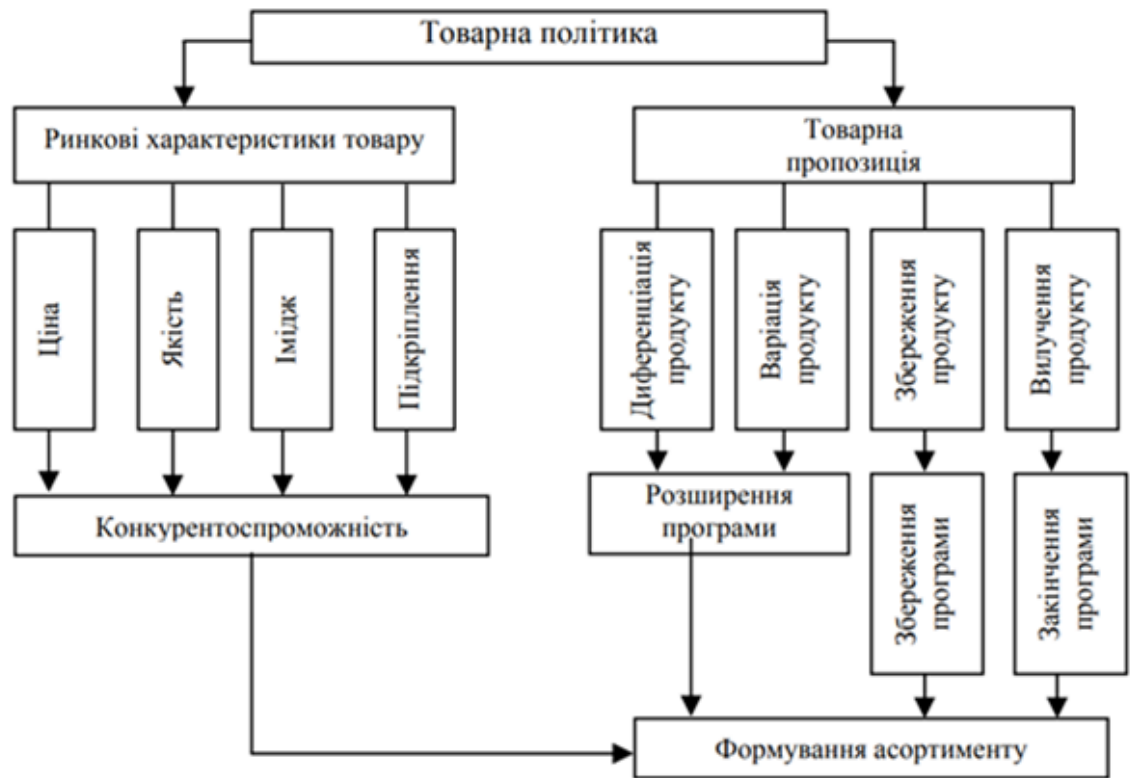 Товарна політика
Ринкові характеристики товару
Товарна
пропозиція
Ціна
Якість
Імідж
Підкріплення
Диференціація
продукту
Варіація
продукту
Збереження
продукту
Вилучення
продукту
Конкурентоспроможність
Розширення
програми
Збереження
програми
Закінчення
програми
Формування асортименту